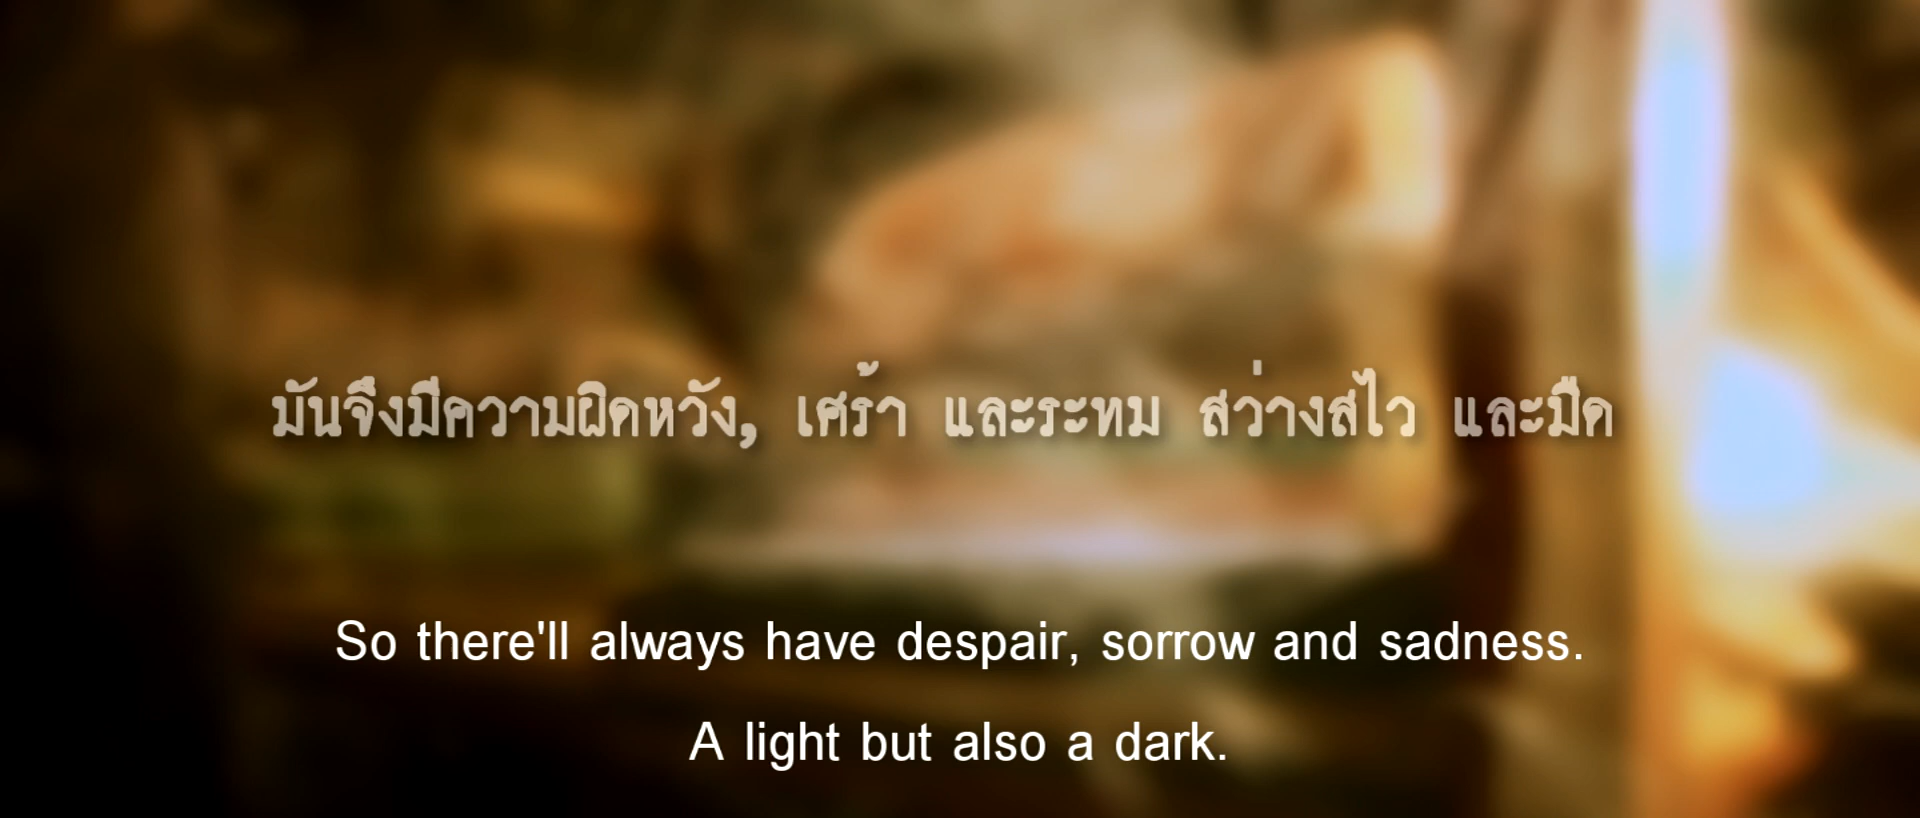 มันจึงมีความผิดหวัง, เศร้า และระทม สว่างสไว และมืด
So there'll always have despair, sorrow and sadness.
A light but also a dark.